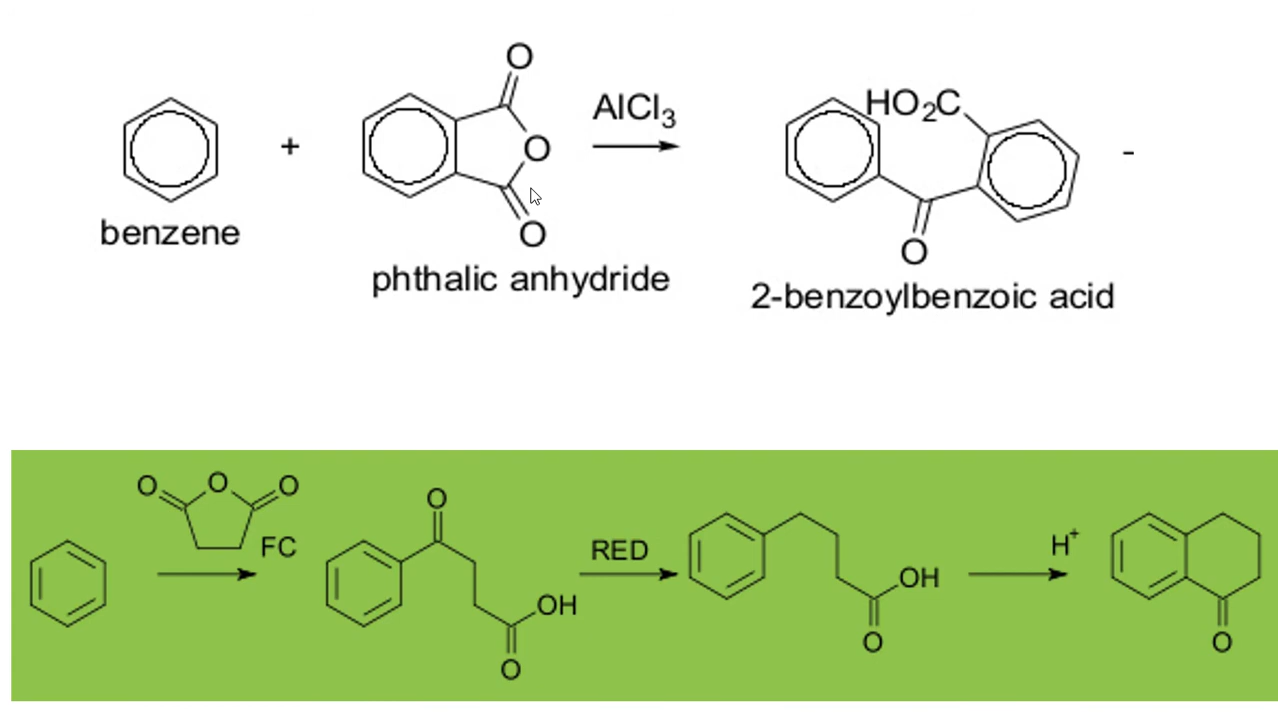 O
HO₂C
AlCl₃
+
O
-
benzene
O
O
phthalic anhydride
2-benzoylbenzoic acid
O
O
O
O
FC
RED
H⁺
OH
OH
O
O
O